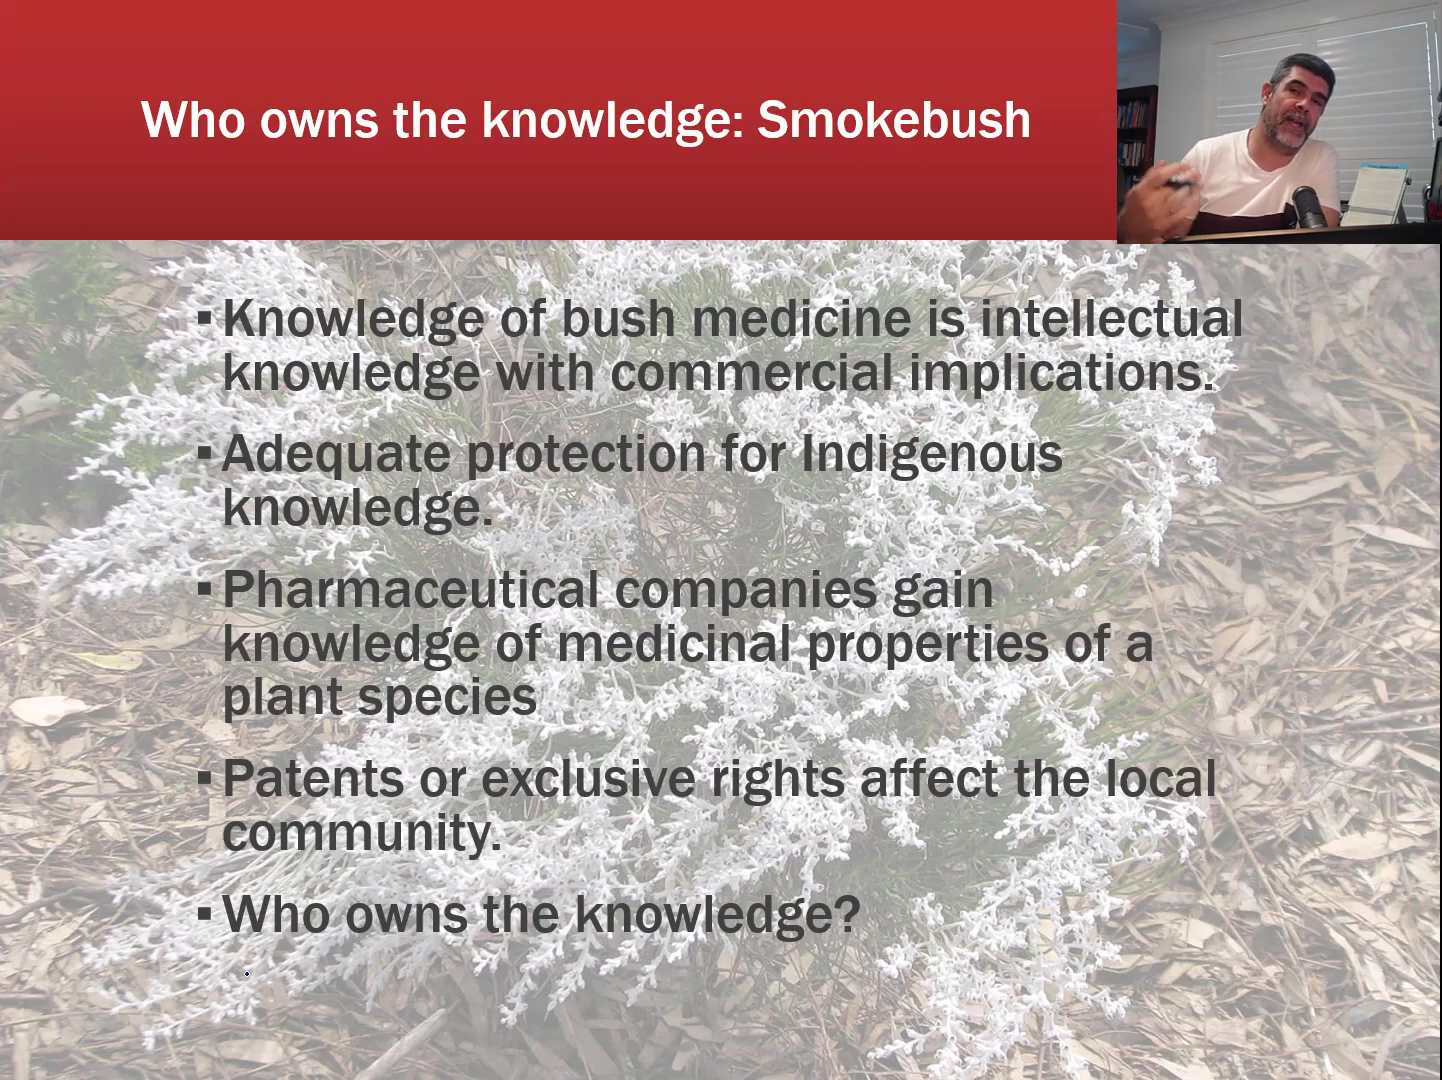 Who owns the knowledge: Smokebush
▪Knowledge of bush medicine is intellectual
knowledge with commercial implications.
▪Adequate protection for Indigenous
knowledge.
▪Pharmaceutical companies gain
knowledge of medicinal properties of a
plant species
▪Patents or exclusive rights affect the local
community.
▪Who owns the knowledge?